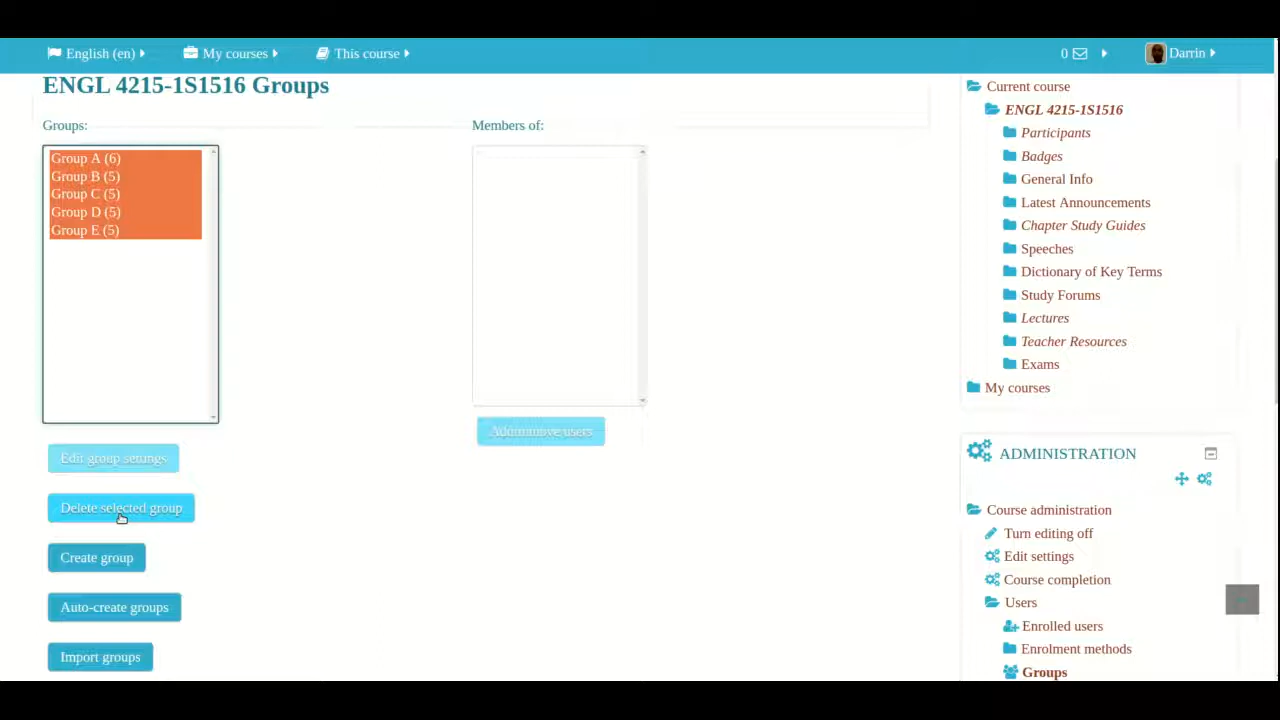 English (en)
My courses
This course
0
Darrin
ENGL 4215-1S1516 Groups
Groups:
Members of:
Group A (6)
Group B (5)
Group C (5)
Group D (5)
Group E (5)
Edit group settings
Delete selected group
Create group
Auto-create groups
Import groups
users
Current course
ENGL 4215-1S1516
Participants
Badges
General Info
Latest Announcements
Chapter Study Guides
Speeches
Dictionary of Key Terms
Study Forums
Lectures
Teacher Resources
Exams
My courses
ADMINISTRATION
Course administration
Turn editing off
Edit settings
Course completion
Users
Enrolled users
Enrolment methods
Groups